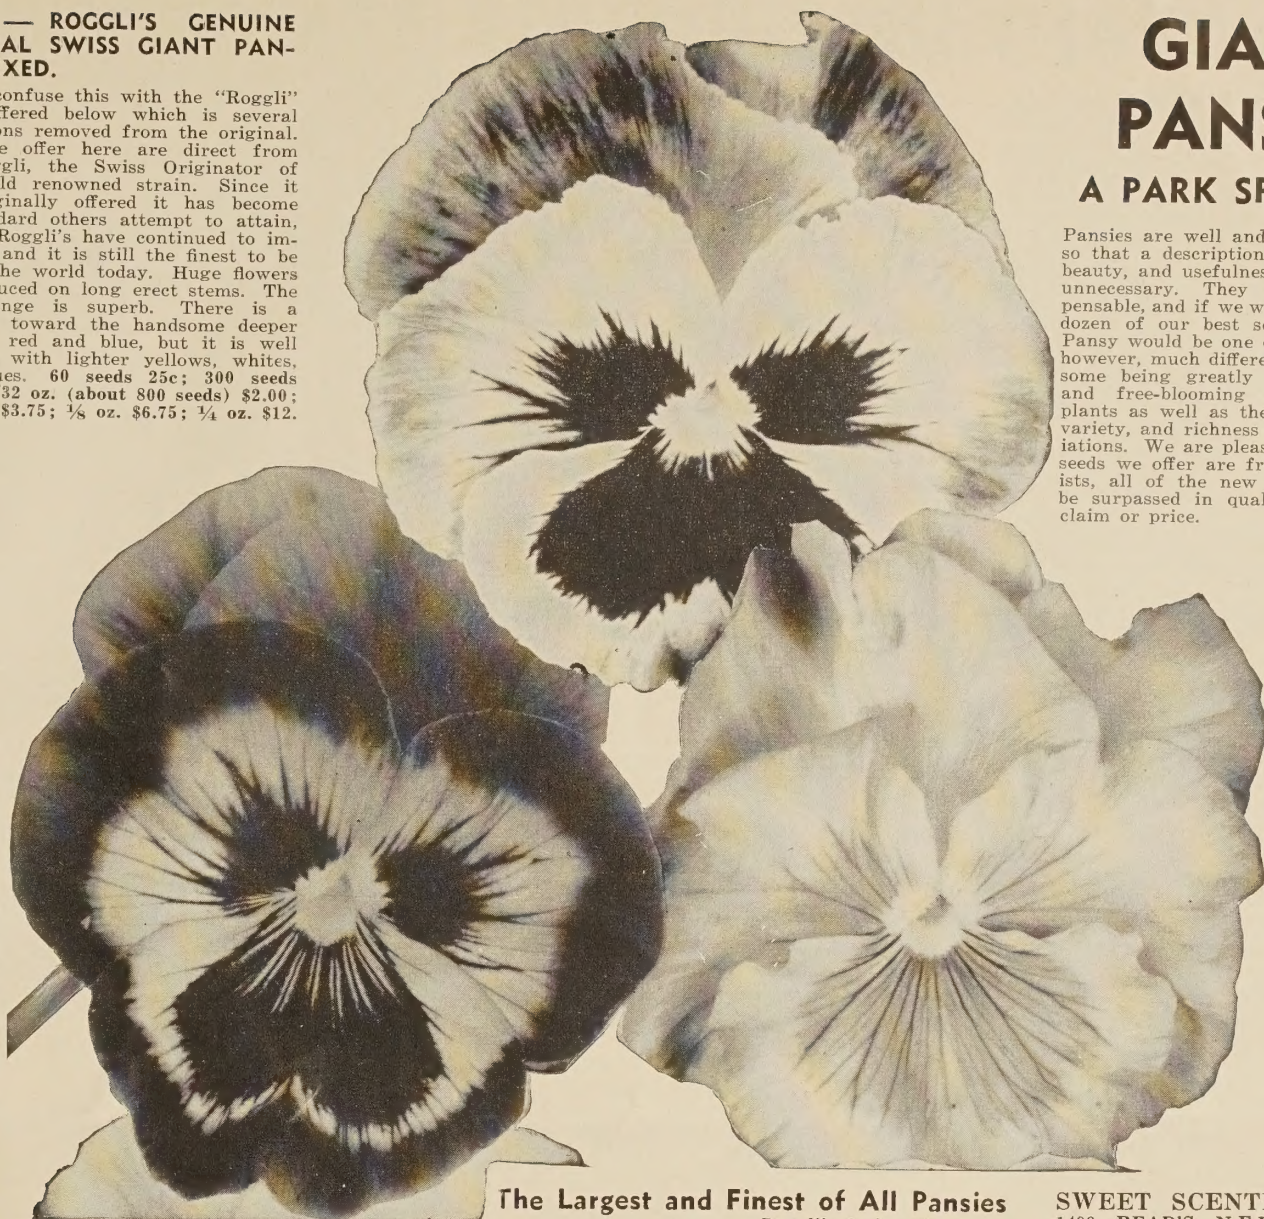 — ROGGLI'S GENUINE
AL SWISS GIANT PAN-
XED.
confuse this with the "Roggli"
ffered below which is several
ons removed from the original.
e offer here are direct from
ggli, the Swiss Originator of
ld renowned strain. Since it
ginally offered it has become
dard others attempt to attain,
Roggli's have continued to im-
and it is still the finest to be
he world today. Huge flowers
uced on long erect stems. The
nge is superb. There is a
toward the handsome deeper
red and blue, but it is well
with lighter yellows, whites,
ues. 60 seeds 25c; 300 seeds
32 oz. (about 800 seeds) $2.00;
$3.75; ⅛ oz. $6.75; ¼ oz. $12.
GIA
PANS
A PARK SP
Pansies are well and
so that a description
beauty, and usefulnes
unnecessary. They
pensable, and if we w
dozen of our best se
Pansy would be one
however, much differe
some being greatly
and free-blooming
plants as well as the
variety, and richness
iations. We are pleas
seeds we offer are fr
ists, all of the new
be surpassed in qual
claim or price.
The Largest and Finest of All Pansies
SWEET SCENT